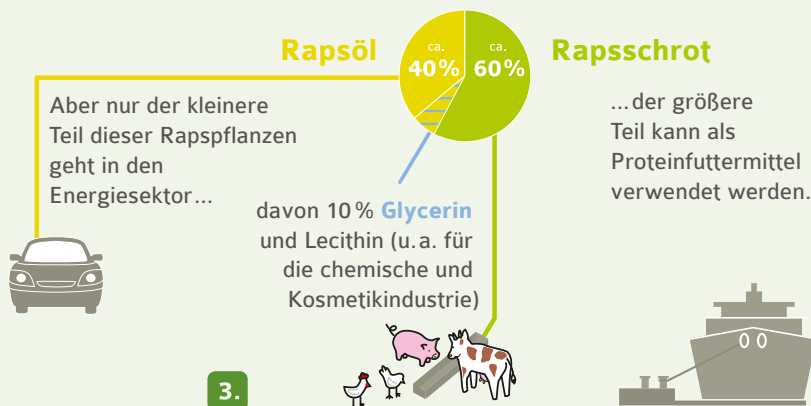 Rapsöl
ca.
40%
ca.
60%
Rapsschrot
Aber nur der kleinere
Teil dieser Rapspflanzen
geht in den
Energiesektor...
...der größere
Teil kann als
Proteinfuttermittel
verwendet werden.
davon 10% Glycerin
und Lecithin (u.a. für
die chemische und
Kosmetikindustrie)
3.